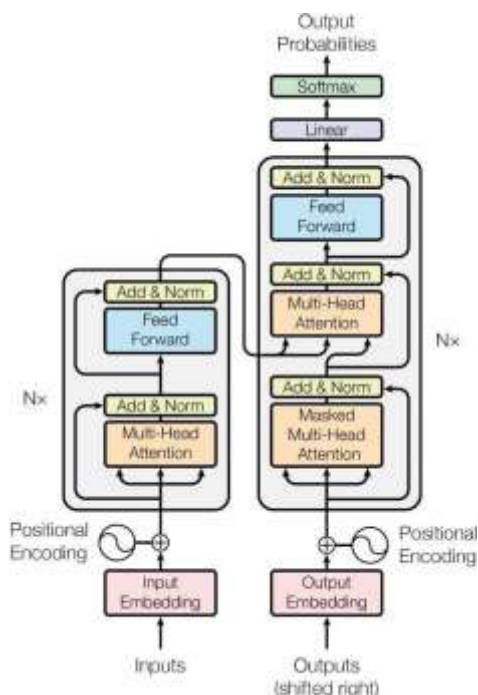 Output
Probabilities
Softmax
Linear
Add & Norm
Feed
Forward
Add & Norm
Multi-Head
Attention
Add & Norm
Masked
Multi-Head
Attention
Nx
Add & Norm
Feed
Forward
Add & Norm
Multi-Head
Attention
Nx
Positional
Encoding
Positional
Encoding
Input
Embedding
Output
Embedding
Inputs
Outputs
(shifted right)